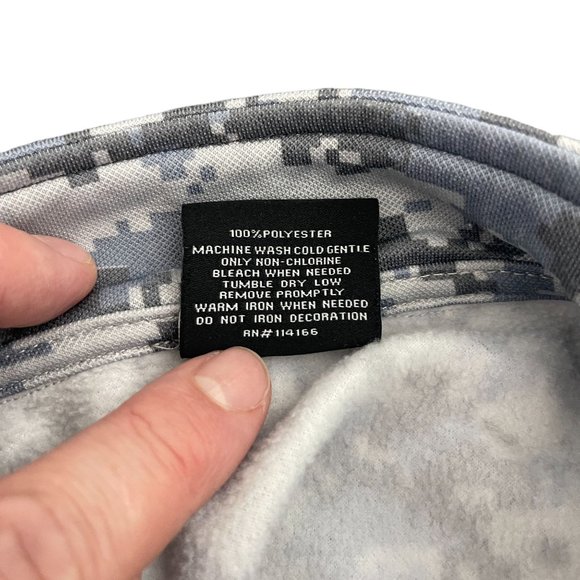 100% POLYESTER
MACHINE WASH COLD GENTLE
ONLY NON-CHLORINE
BLEACH WHEN NEEDED
TUMBLE DRY LOW
REMOVE PROMPTLY
WARM IRON WHEN NEEDED
DO NOT IRON DECORATION
RN#114166